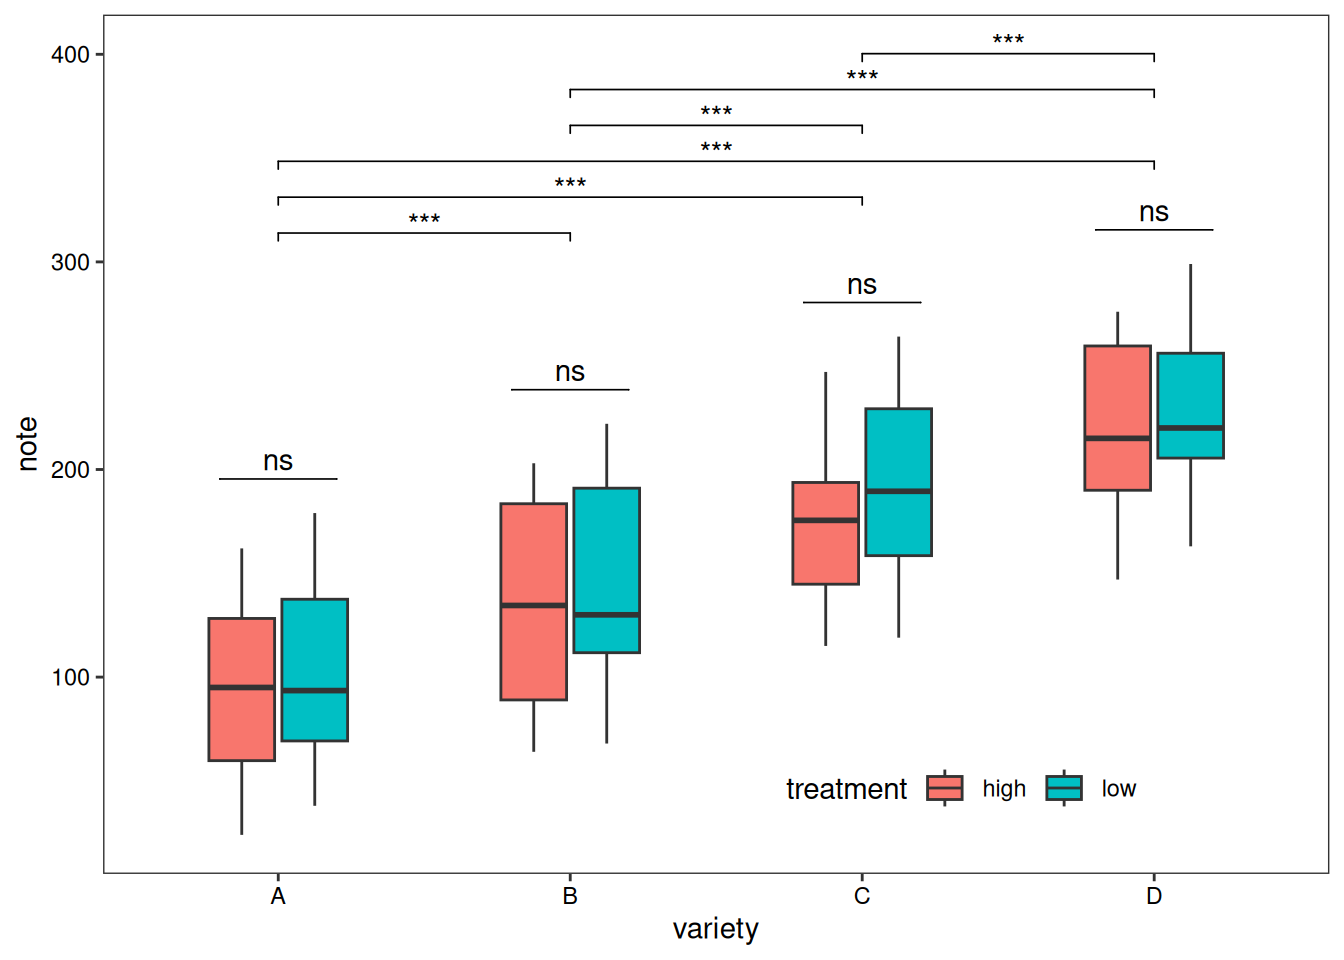 400
***
***
***
***
***
***
ns
300
ns
ns
ns
200
100
note
treatment high low
A B C D
variety